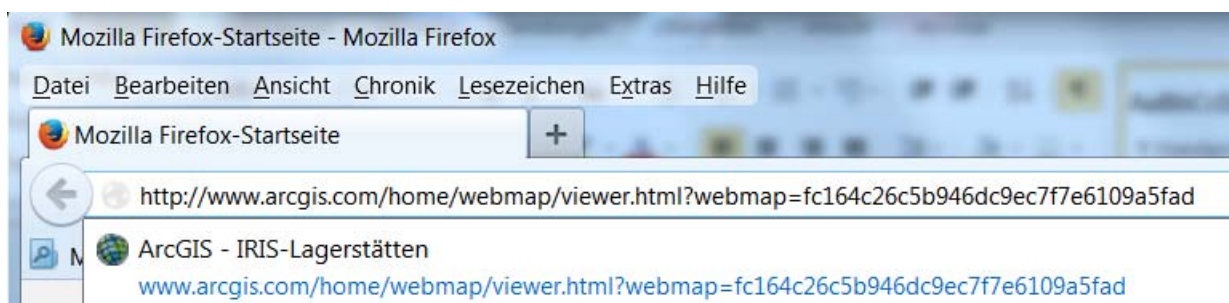 Mozilla Firefox-Startseite - Mozilla Firefox
Datei Bearbeiten Ansicht Chronik Lesezeichen Extras Hilfe
Mozilla Firefox-Startseite +
http://www.arcgis.com/home/webmap/viewer.html?webmap=fc164c26c5b946dc9ec7f7e6109a5fad
M ArcGIS - IRIS-Lagerstätten
www.arcgis.com/home/webmap/viewer.html?webmap=fc164c26c5b946dc9ec7f7e6109a5fad